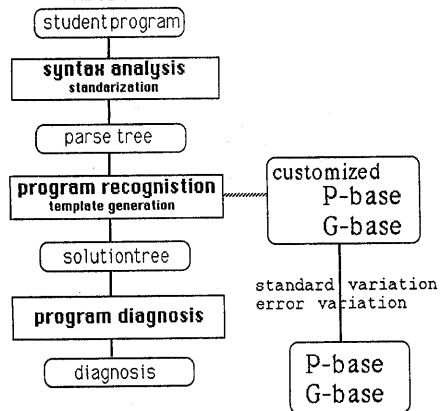 studentprogram
syntax analysis
standarization
parse tree
program recognistion
template generation
solutiontree
program diagnosis
diagnosis
customized
P-base
G-base
standard variation
error variation
P-base
G-base